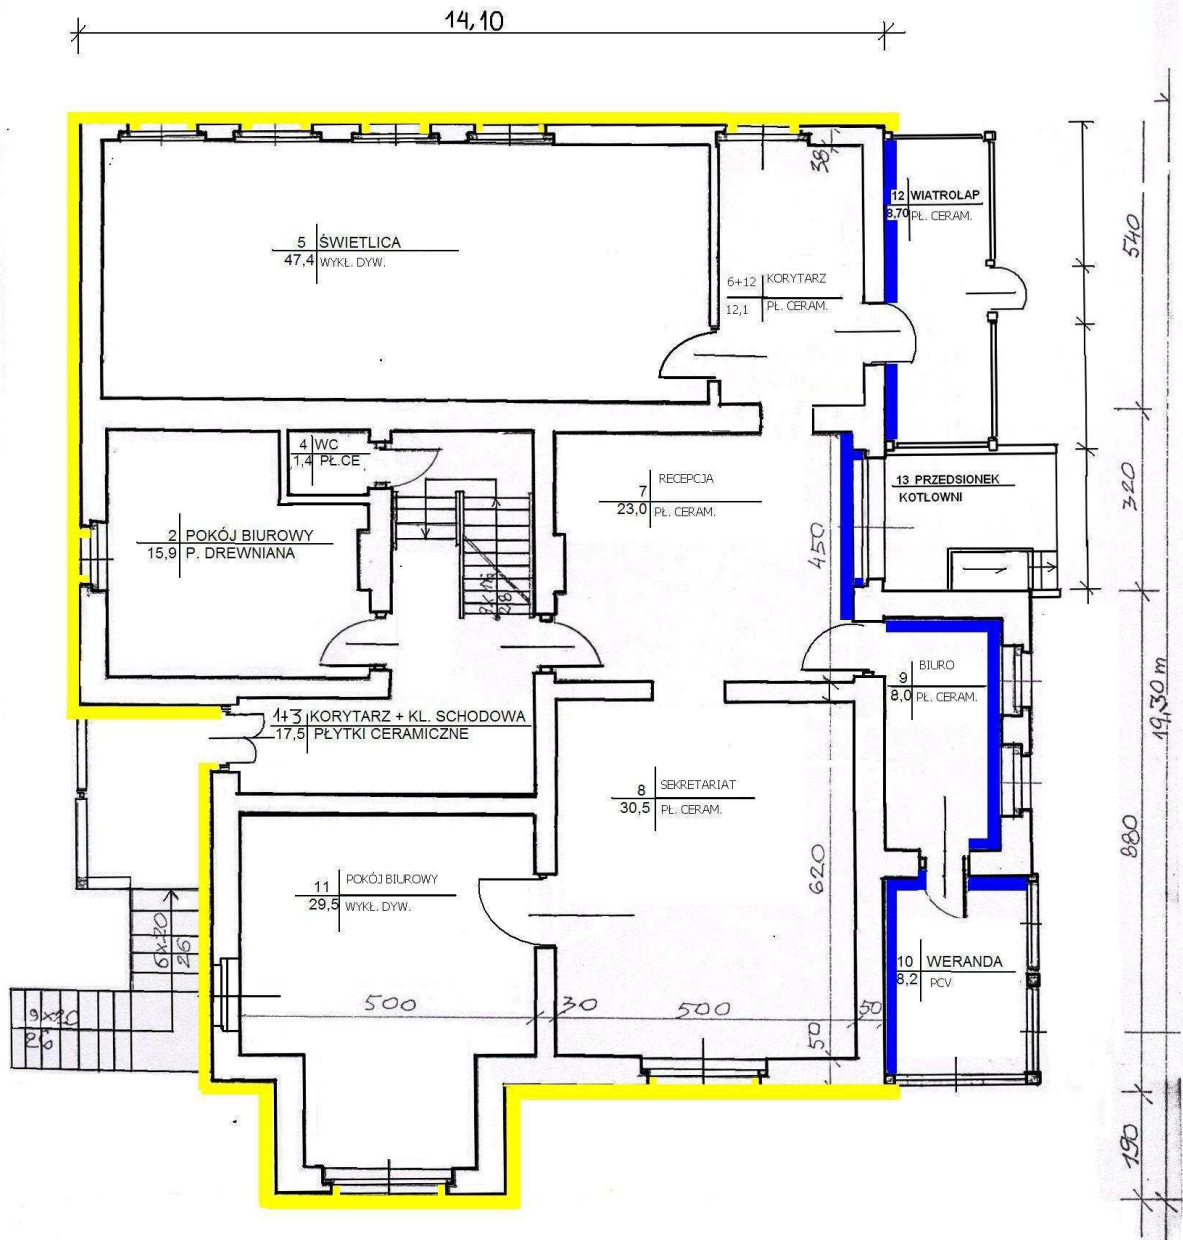 14,10
38
12 WIATROLAP
8,70 PŁ. CERAM.
5 ŚWIETLICA
47,4 WYKŁ. DYW.
540
6+12 KORYTARZ
12,1 PŁ. CERAM.
4 WC
1,4 PŁ.CE
RECEPCJA
7
23,0 PŁ. CERAM.
13 PRZEDSIONEK
KOTLOWNI
320
2 POKÓJ BIUROWY
15,9 P. DREWNIANA
450
28
9 BIURO
8,0 PŁ. CERAM.
19,30 m
1+3 KORYTARZ + KL. SCHODOWA
17,5 PŁYTKI CERAMICZNE
8 SEKRETARIAT
30,5 PŁ. CERAM.
880
620
11 POKÓJ BIUROWY
29,5 WYKŁ. DYW.
6x20
26
10 WERANDA
8,2 PCV
500
30
500
50
50
9x20
26
190